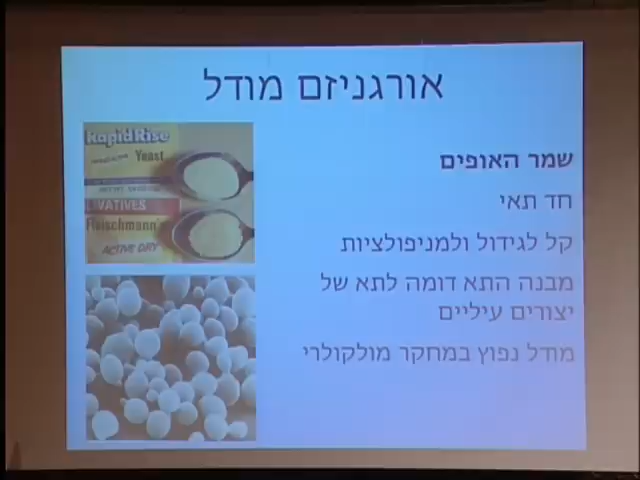 אורגניזם מודל
שמר האופים
חד תאי
קל לגידול ולמניפולציות
מבנה התא דומה לתא של
יצורים עיליים
מודל נפוץ במחקר מולקולרי
RapidRise
Yeast
VATIVES
Fleischmann's
ACTIVE DRY